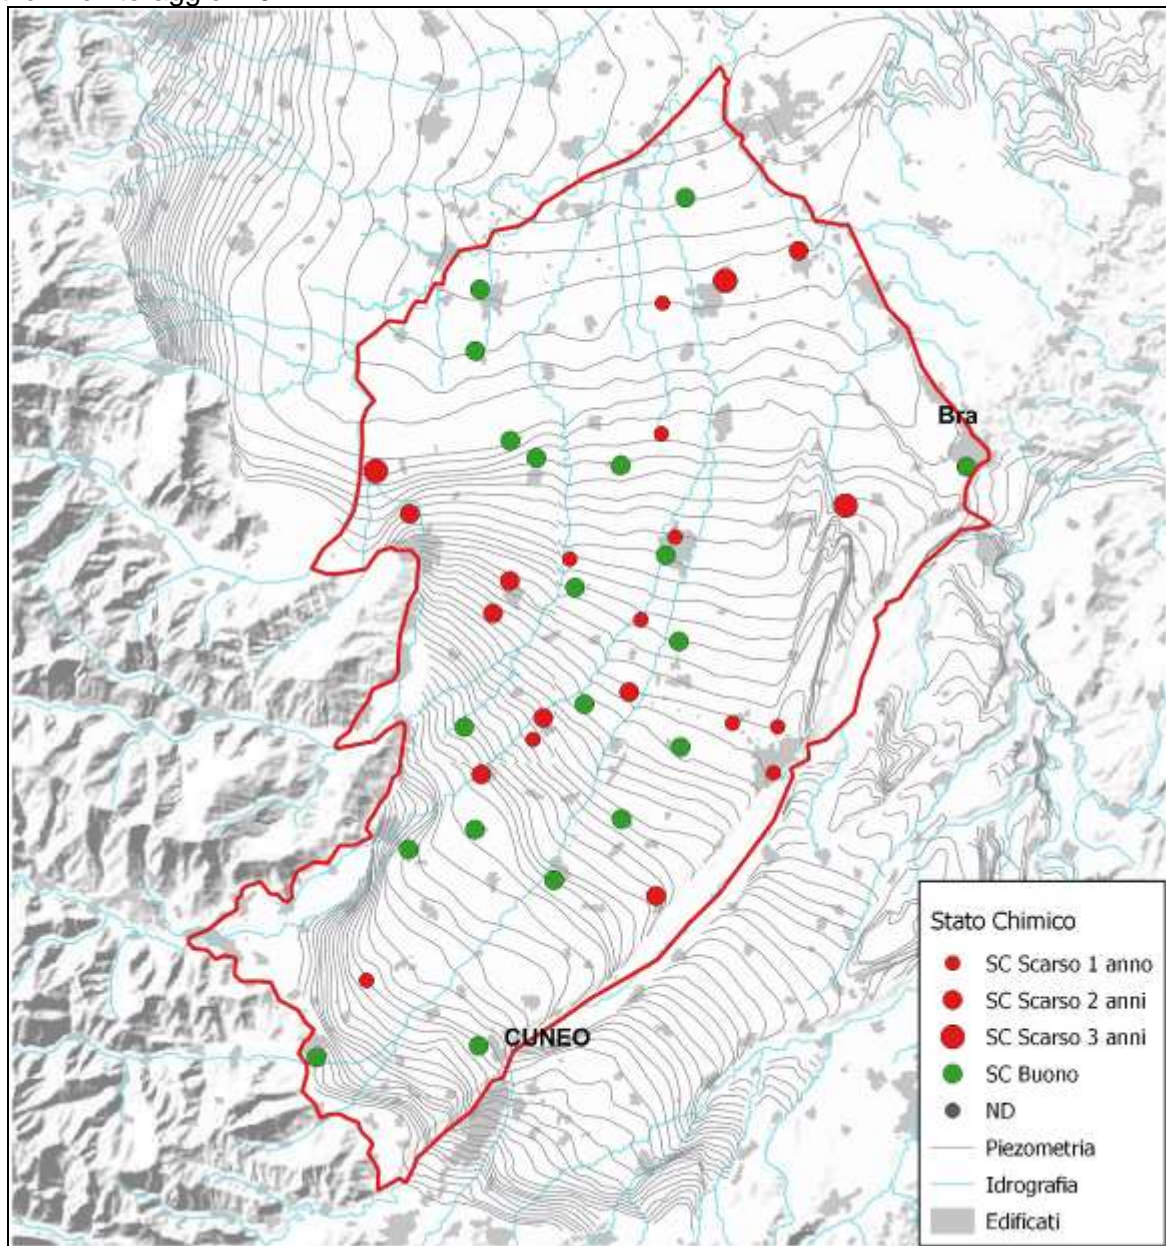 Bra
CUNEO
Stato Chimico
SC Scarso 1 anno
SC Scarso 2 anni
SC Scarso 3 anni
SC Buono
ND
Piezometria
Idrografia
Edificati